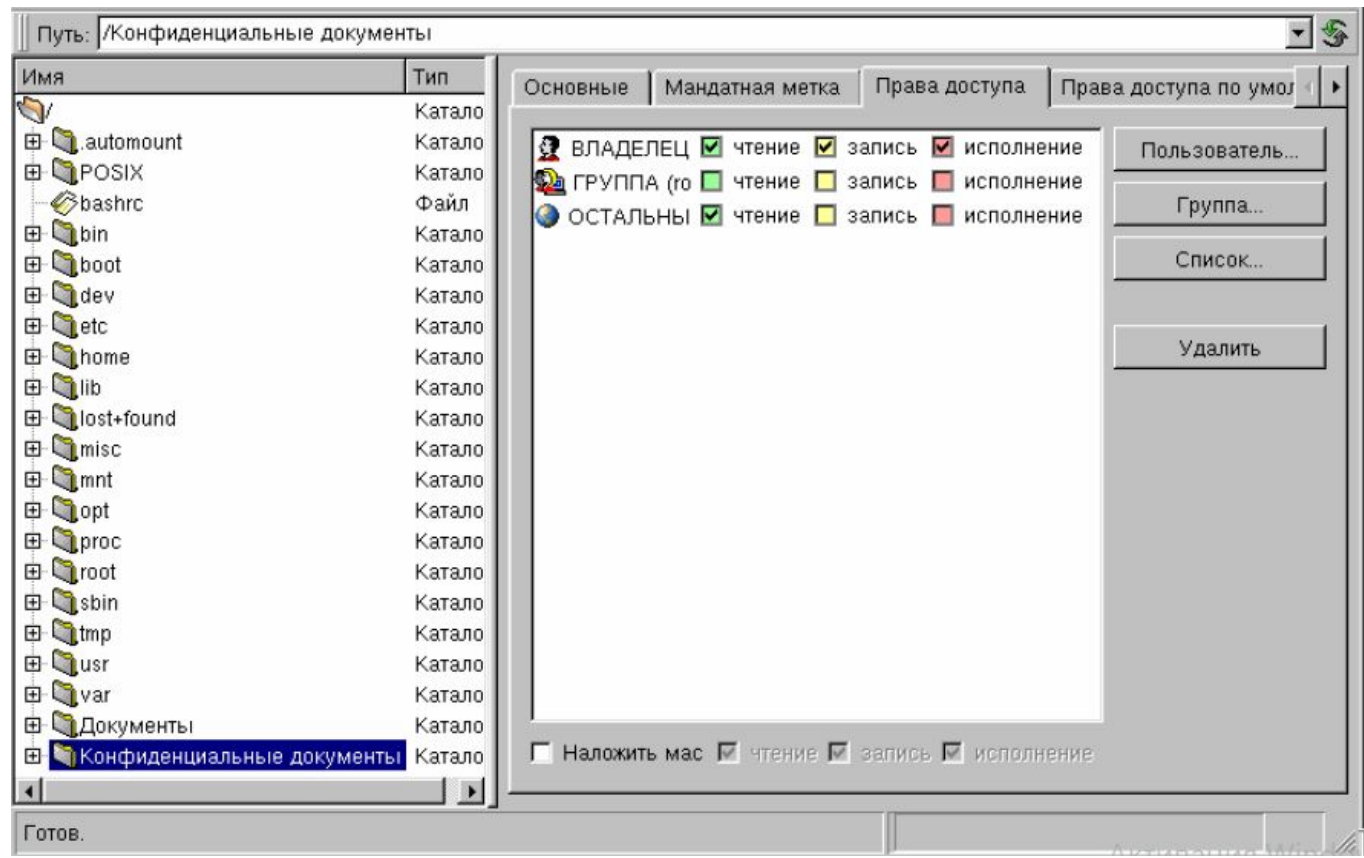 Путь: /Конфиденциальные документы
Имя Тип
/ Катало
.automount Катало
POSIX Катало
bashrc Файл
bin Катало
boot Катало
dev Катало
etc Катало
home Катало
lib Катало
lost+found Катало
misc Катало
mnt Катало
opt Катало
proc Катало
root Катало
sbin Катало
tmp Катало
usr Катало
var Катало
Документы Катало
Конфиденциальные документы Катало
Основные Мандатная метка Права доступа Права доступа по умол
ВЛАДЕЛЕЦ чтение запись исполнение
ГРУППА (ro чтение запись исполнение
ОСТАЛЬНЫ чтение запись исполнение
Пользователь...
Группа...
Список...
Удалить
Наложить мас чтение запись исполнение
Готов.